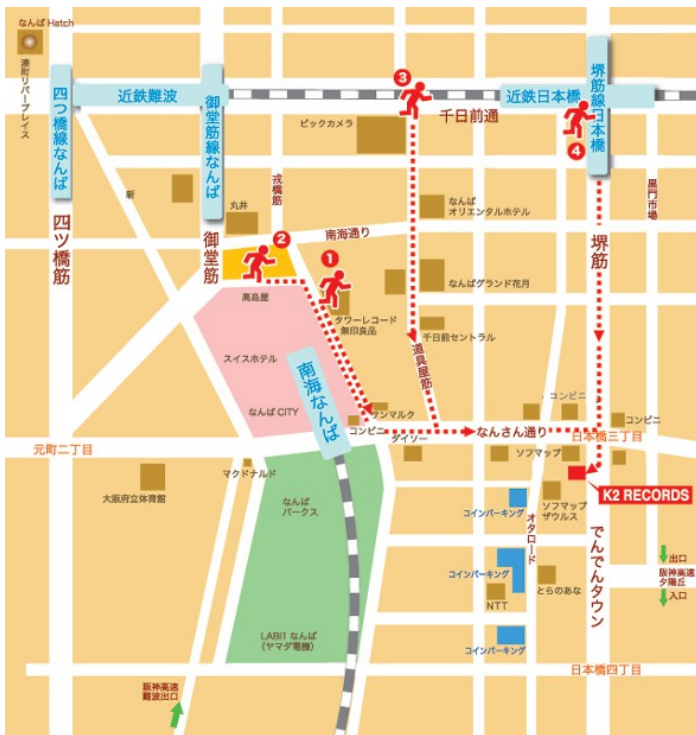 なんばHatch
湊町リバープレイス
四つ橋線なんば
近鉄難波
御堂筋線なんば
③
近鉄日本橋
堺筋線日本橋
④
千日前通
ビックカメラ
新
戎橋筋
丸井
四ツ橋筋
御堂筋
南海通り
なんば
オリエンタルホテル
黒門市場
堺筋
②
①
高島屋
タワーレコード
無印良品
なんばグランド花月
千日前セントラル
スイスホテル
南海なんば
道具屋筋
なんばCITY
サンマルク
コンビニ
ダイソー
なんさん通り
コンビニ
コンビニ
日本橋三丁目
元町二丁目
マクドナルド
大阪府立体育館
ソフマップ
K2 RECORDS
ソフマップ
ザウルス
なんば
パークス
コインパーキング
オタロード
でんでんタウン
出口
阪神高速
夕陽丘
入口
コインパーキング
とらのあな
NTT
LABI1 なんば
(ヤマダ電機)
コインパーキング
日本橋四丁目
阪神高速
難波出口